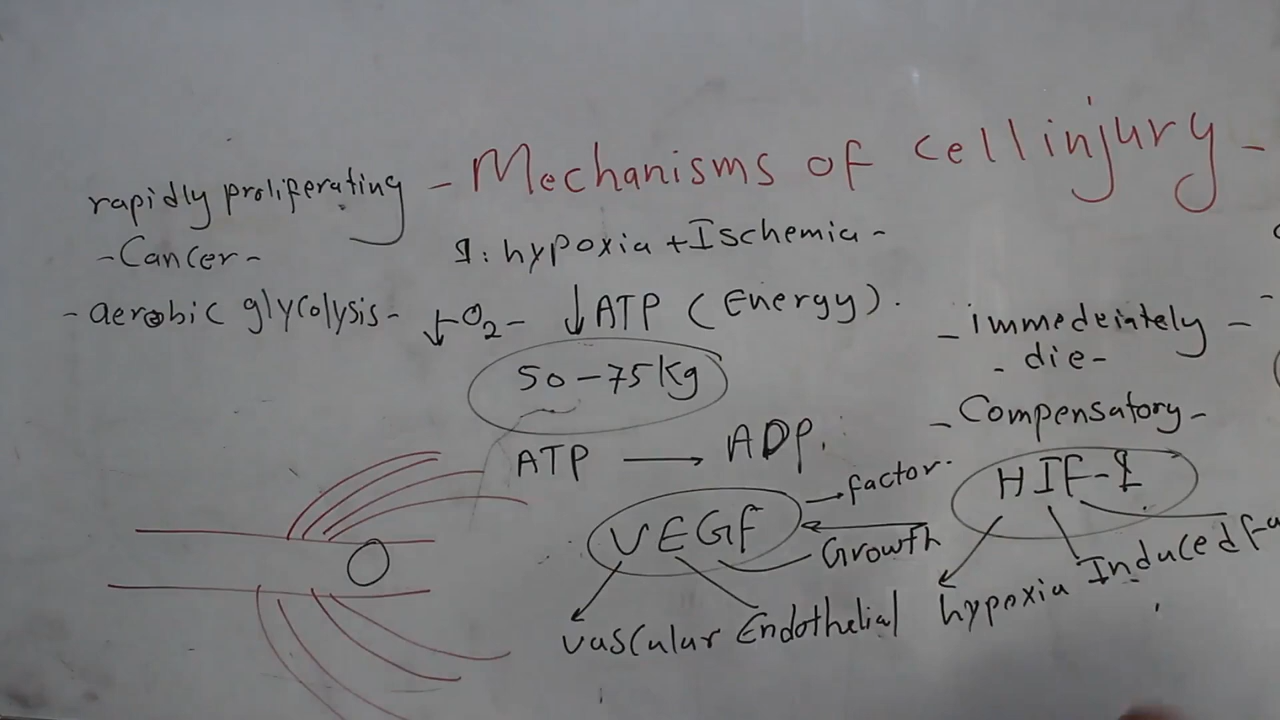 - Mechanisms of cell injury -
rapidly proliferating
- Cancer -
- aerobic glycolysis -
1: hypoxia + Ischemia -
↓ O2 - ↓ATP (Energy).
50-75 kg
ATP → ADP.
- immedeiately -
- die -
- Compensatory -
HIF-1
hypoxia Induced
VEGF
→ factor.
Growth
vascular Endothelial